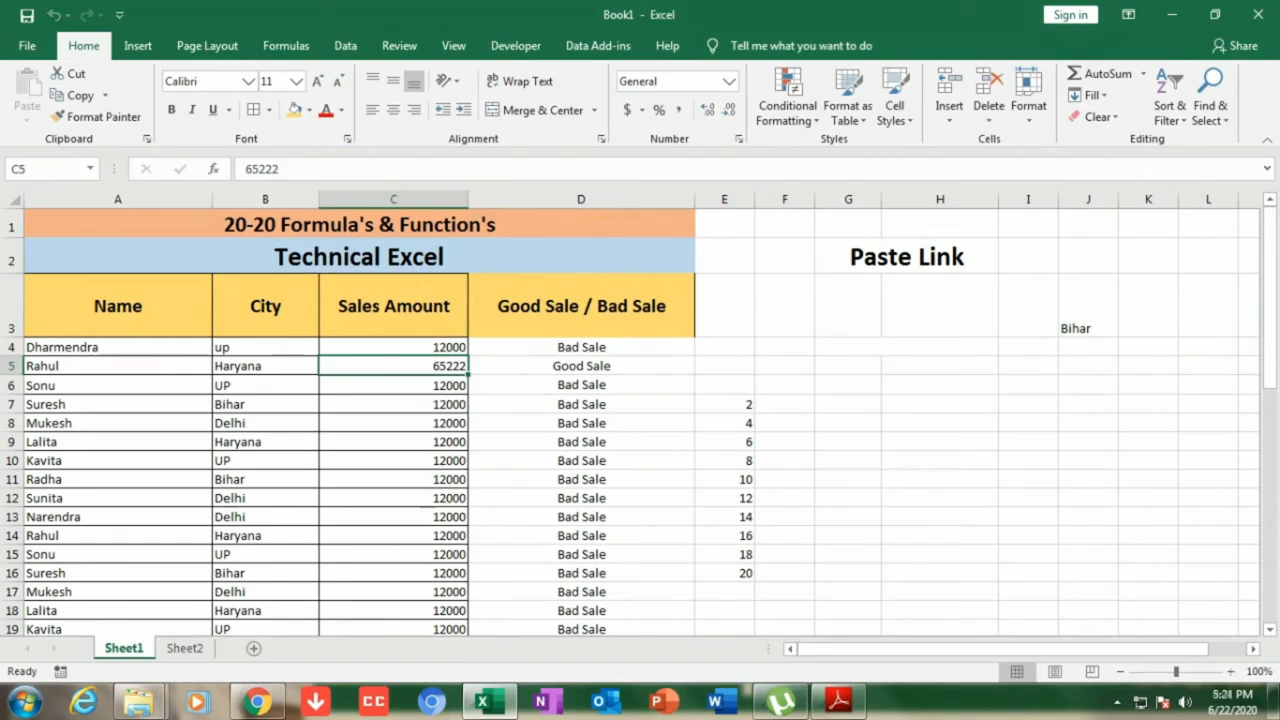 Book1 - Excel
Sign in
File Home Insert Page Layout Formulas Data Review View Developer Data Add-ins Help Tell me what you want to do Share
Paste
Cut
Copy
Format Painter
Clipboard
Calibri 11
B I U
Font
Wrap Text
Merge & Center
Alignment
General
$ % ,
Number
Conditional Formatting
Format as Table
Cell Styles
Styles
Insert Delete Format
Cells
AutoSum
Fill
Clear
Sort & Filter
Find & Select
Editing
C5 fx 65222
A B C D E F G H I J K L
1 20-20 Formula's & Function's
2 Technical Excel Paste Link
3 Name City Sales Amount Good Sale / Bad Sale Bihar
4 Dharmendra up 12000 Bad Sale
5 Rahul Haryana 65222 Good Sale
6 Sonu UP 12000 Bad Sale
7 Suresh Bihar 12000 Bad Sale 2
8 Mukesh Delhi 12000 Bad Sale 4
9 Lalita Haryana 12000 Bad Sale 6
10 Kavita UP 12000 Bad Sale 8
11 Radha Bihar 12000 Bad Sale 10
12 Sunita Delhi 12000 Bad Sale 12
13 Narendra Delhi 12000 Bad Sale 14
14 Rahul Haryana 12000 Bad Sale 16
15 Sonu UP 12000 Bad Sale 18
16 Suresh Bihar 12000 Bad Sale 20
17 Mukesh Delhi 12000 Bad Sale
18 Lalita Haryana 12000 Bad Sale
19 Kavita UP 12000 Bad Sale
Sheet1 Sheet2
Ready 100%
CC
5:21 PM
6/22/2020